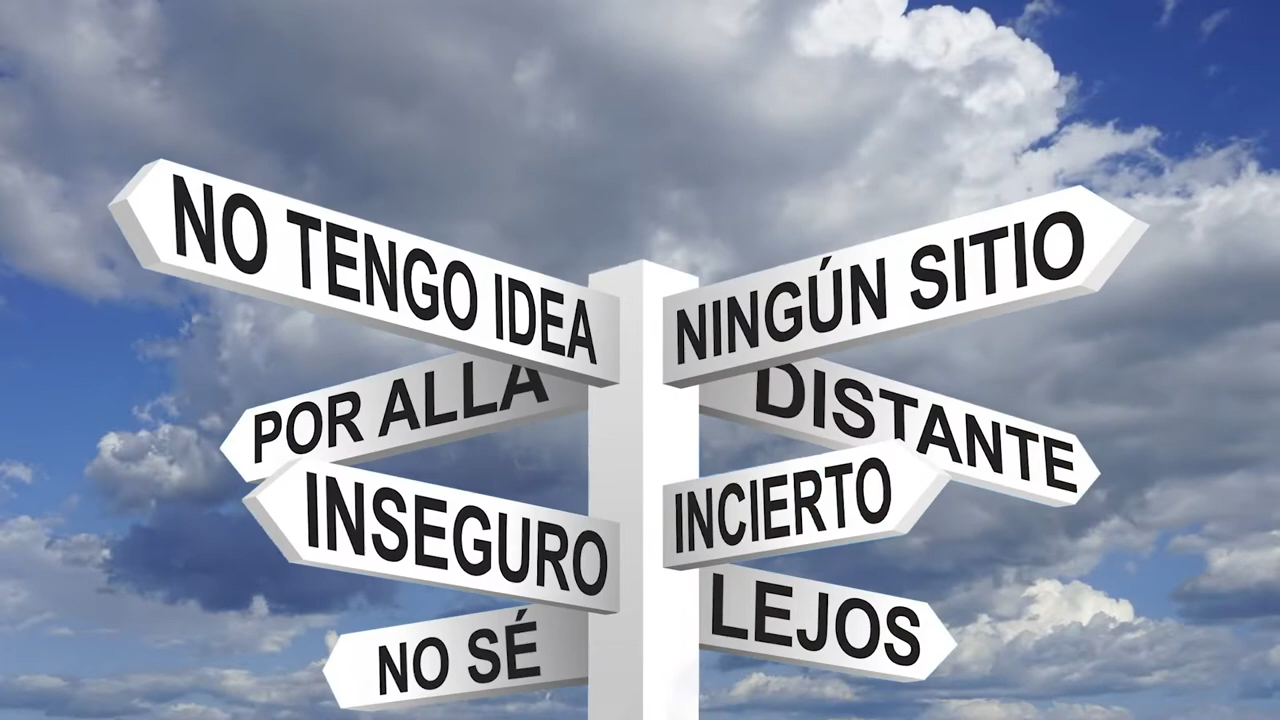 NO TENGO IDEA
NINGÚN SITIO
POR ALLA
DISTANTE
INSEGURO
INCIERTO
NO SÉ
LEJOS